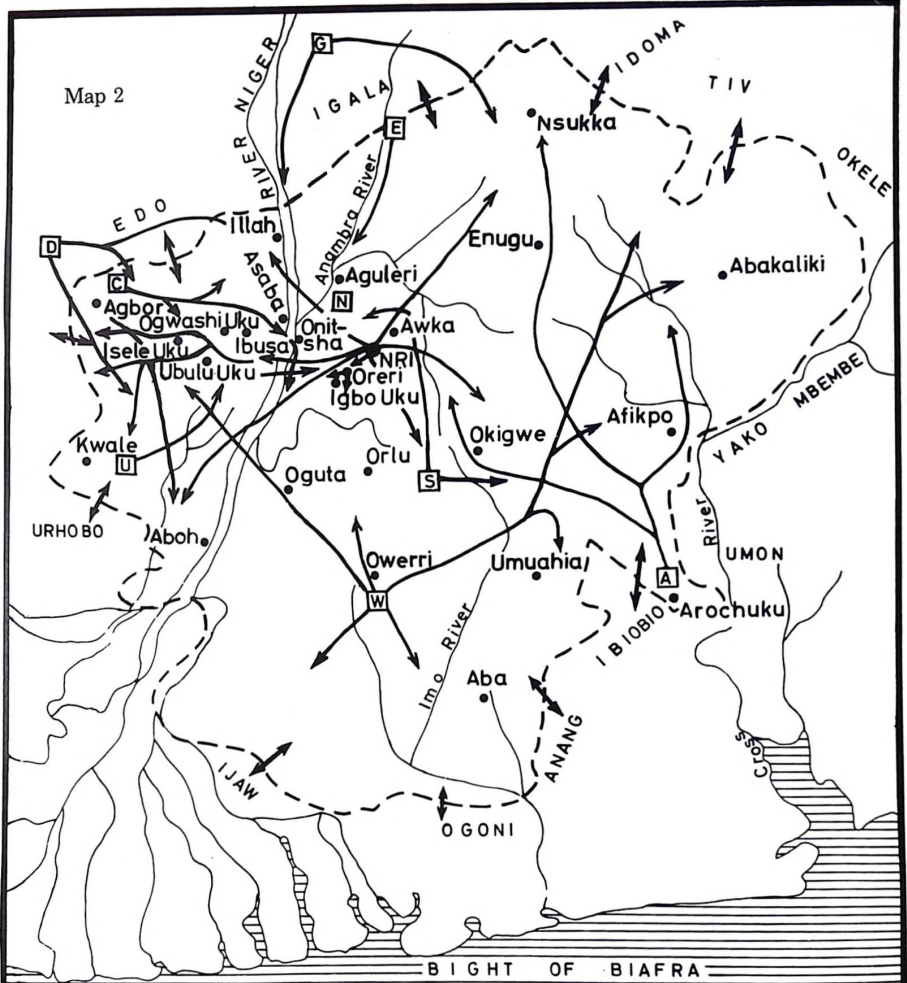 Map 2
G
RIVER NIGER
IGALA
IDOMA
TIV
OKELE
E
Nsukka
EDO
RIVER
Illah
Anambra River
D
C
Asaba
Aguleri
N
Enugu
Abakaliki
Agbor
Ogwashi Uku
Ibusa
Onit-
sha
Awka
Isele Uku
NRI
Ubulu Uku
Oreri
Igbo Uku
Kwale
U
Oguta
Orlu
Okigwe
S
Afikpo
YAKO
MBEMBE
URHOBO
Aboh
Owerri
W
Umuahia
A
River
UMON
IBIOBIO
Arochuku
Imo River
Aba
ANANG
Cross
IJAW
OGONI
BIGHT OF BIAFRA